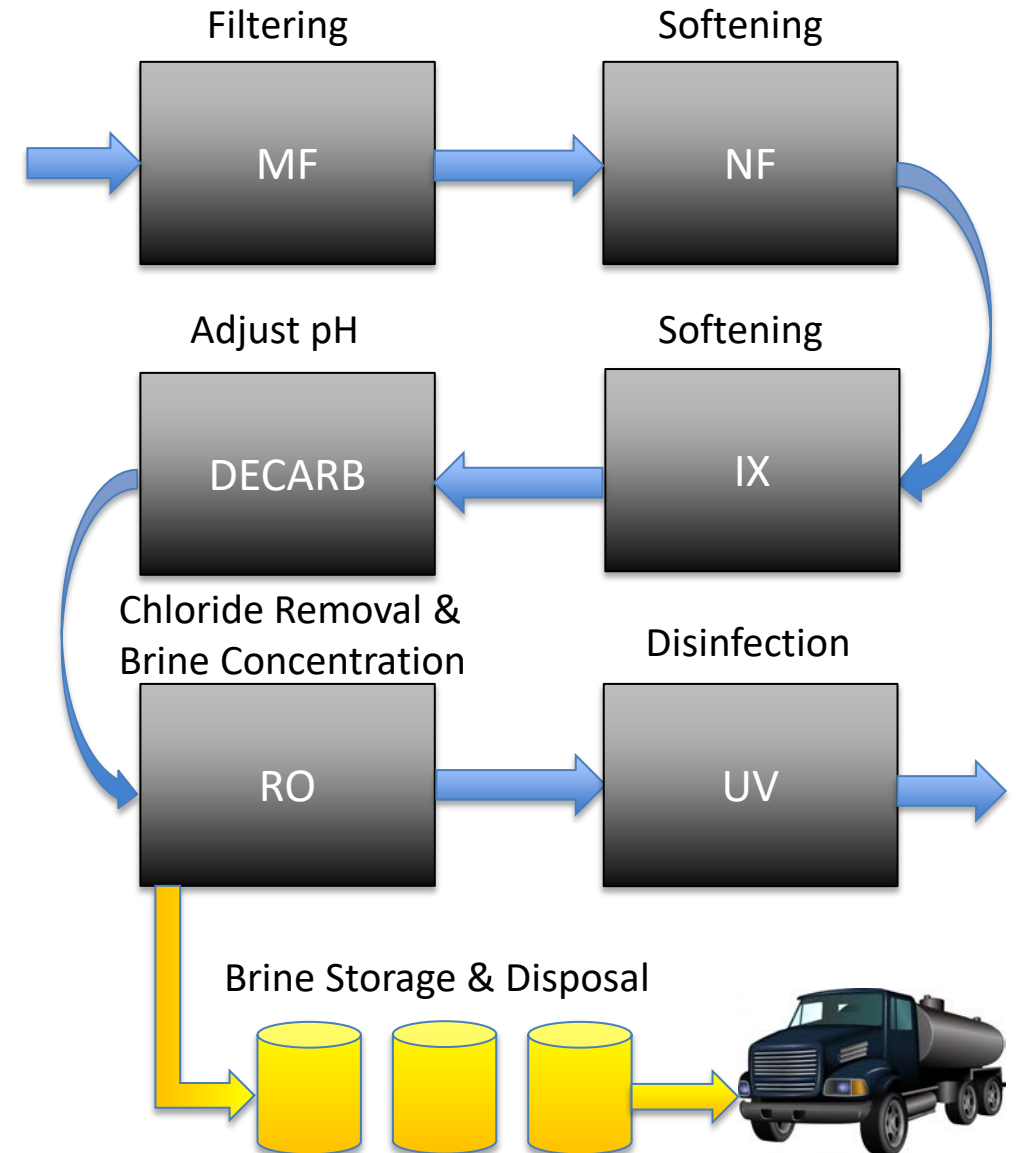 Filtering
Softening
MF
NF
Adjust pH
Softening
DECARB
IX
Chloride Removal &
Brine Concentration
Disinfection
RO
UV
Brine Storage & Disposal